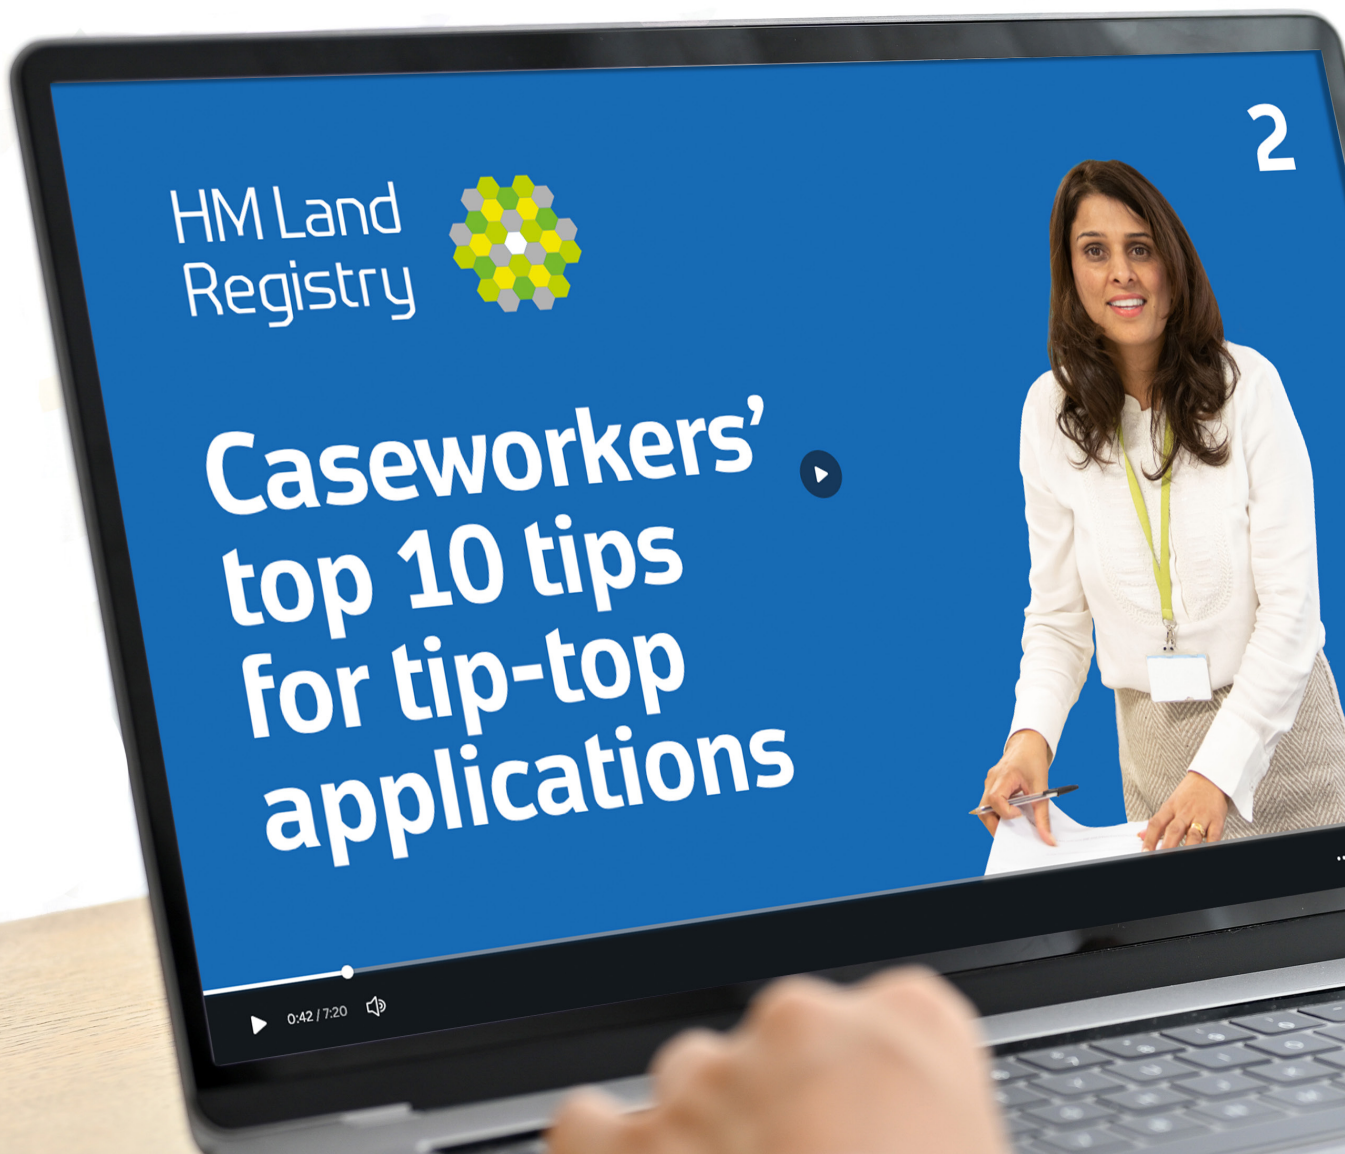 2
HM Land
Registry
Caseworkers’
top 10 tips
for tip-top
applications
0:42 / 7:20